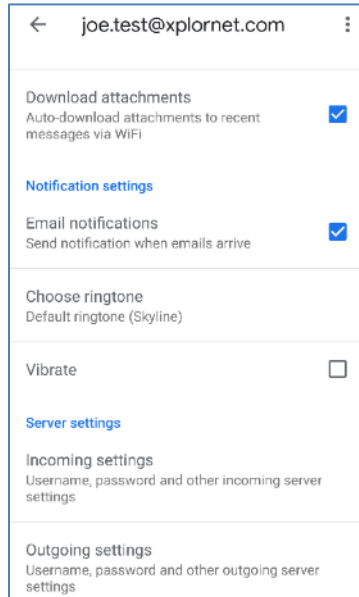 joe.test@xplornet.com
Download attachments
Auto-download attachments to recent
messages via WiFi
Notification settings
Email notifications
Send notification when emails arrive
Choose ringtone
Default ringtone (Skyline)
Vibrate
Server settings
Incoming settings
Username, password and other incoming server
settings
Outgoing settings
Username, password and other outgoing server
settings